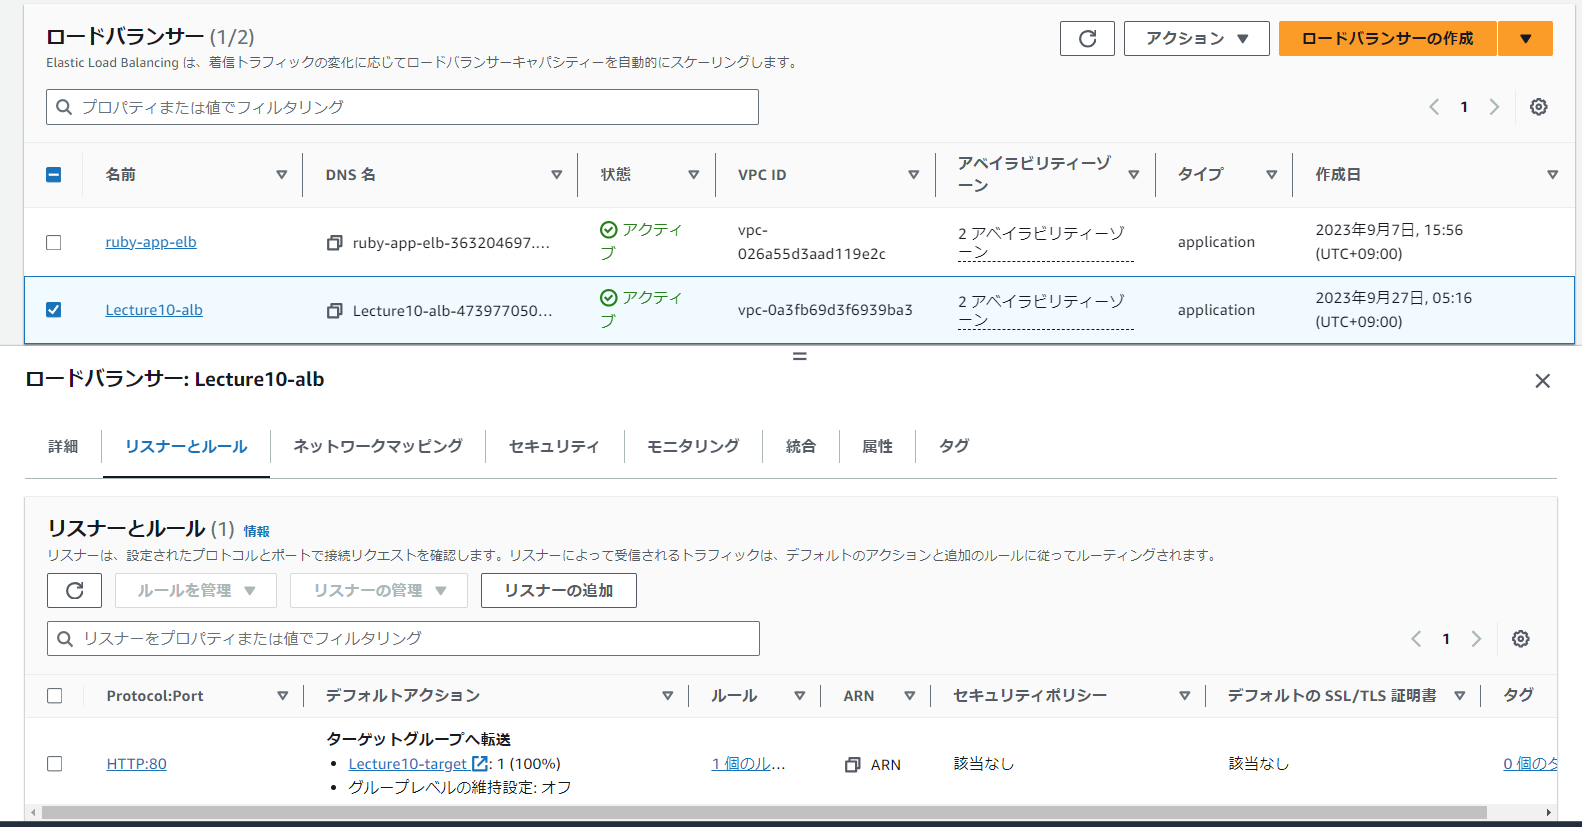 ロードバランサー (1/2)
アクション
ロードバランサーの作成
Elastic Load Balancing は、着信トラフィックの変化に応じてロードバランサーキャパシティーを自動的にスケーリングします。
プロパティまたは値でフィルタリング
1
名前 DNS 名 状態 VPC ID アベイラビリティーゾーン タイプ 作成日
ruby-app-elb ruby-app-elb-363204697.... アクティブ vpc-026a55d3aad119e2c 2 アベイラビリティーゾーン application 2023年9月7日, 15:56 (UTC+09:00)
Lecture10-alb Lecture10-alb-473977050... アクティブ vpc-0a3fb69d3f6939ba3 2 アベイラビリティーゾーン application 2023年9月27日, 05:16 (UTC+09:00)
ロードバランサー: Lecture10-alb
詳細 リスナーとルール ネットワークマッピング セキュリティ モニタリング 統合 属性 タグ
リスナーとルール (1) 情報
リスナーは、設定されたプロトコルとポートで接続リクエストを確認します。リスナーによって受信されるトラフィックは、デフォルトのアクションと追加のルールに従ってルーティングされます。
ルールを管理 リスナーの管理 リスナーの追加
リスナーをプロパティまたは値でフィルタリング
1
Protocol:Port デフォルトアクション ルール ARN セキュリティポリシー デフォルトの SSL/TLS 証明書 タグ
ターゲットグループへ転送
HTTP:80 • Lecture10-target : 1 (100%) 1 個のル... ARN 該当なし 該当なし 0 個のタ
• グループレベルの維持設定: オフ